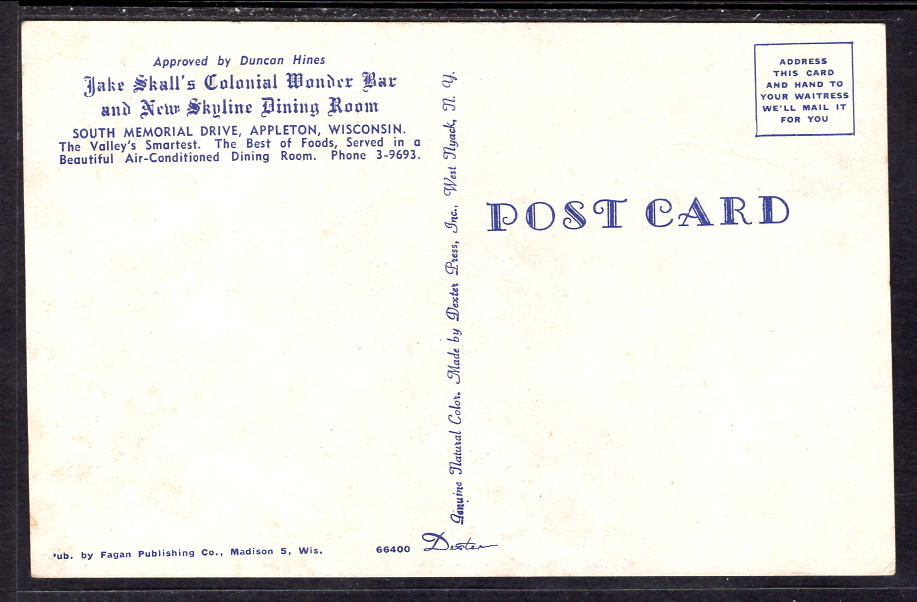 Approved by Duncan Hines
Jake Skall's Colonial Wonder Bar
and New Skyline Dining Room
SOUTH MEMORIAL DRIVE, APPLETON, WISCONSIN.
The Valley's Smartest. The Best of Foods, Served in a
Beautiful Air-Conditioned Dining Room. Phone 3-9693.
ub. by Fagan Publishing Co., Madison 5, Wis.
66400
Dexter
Genuine Natural Color. Made by Dexter Press, Inc., West Nyack, N. Y.
POST CARD
ADDRESS
THIS CARD
AND HAND TO
YOUR WAITRESS
WE'LL MAIL IT
FOR YOU